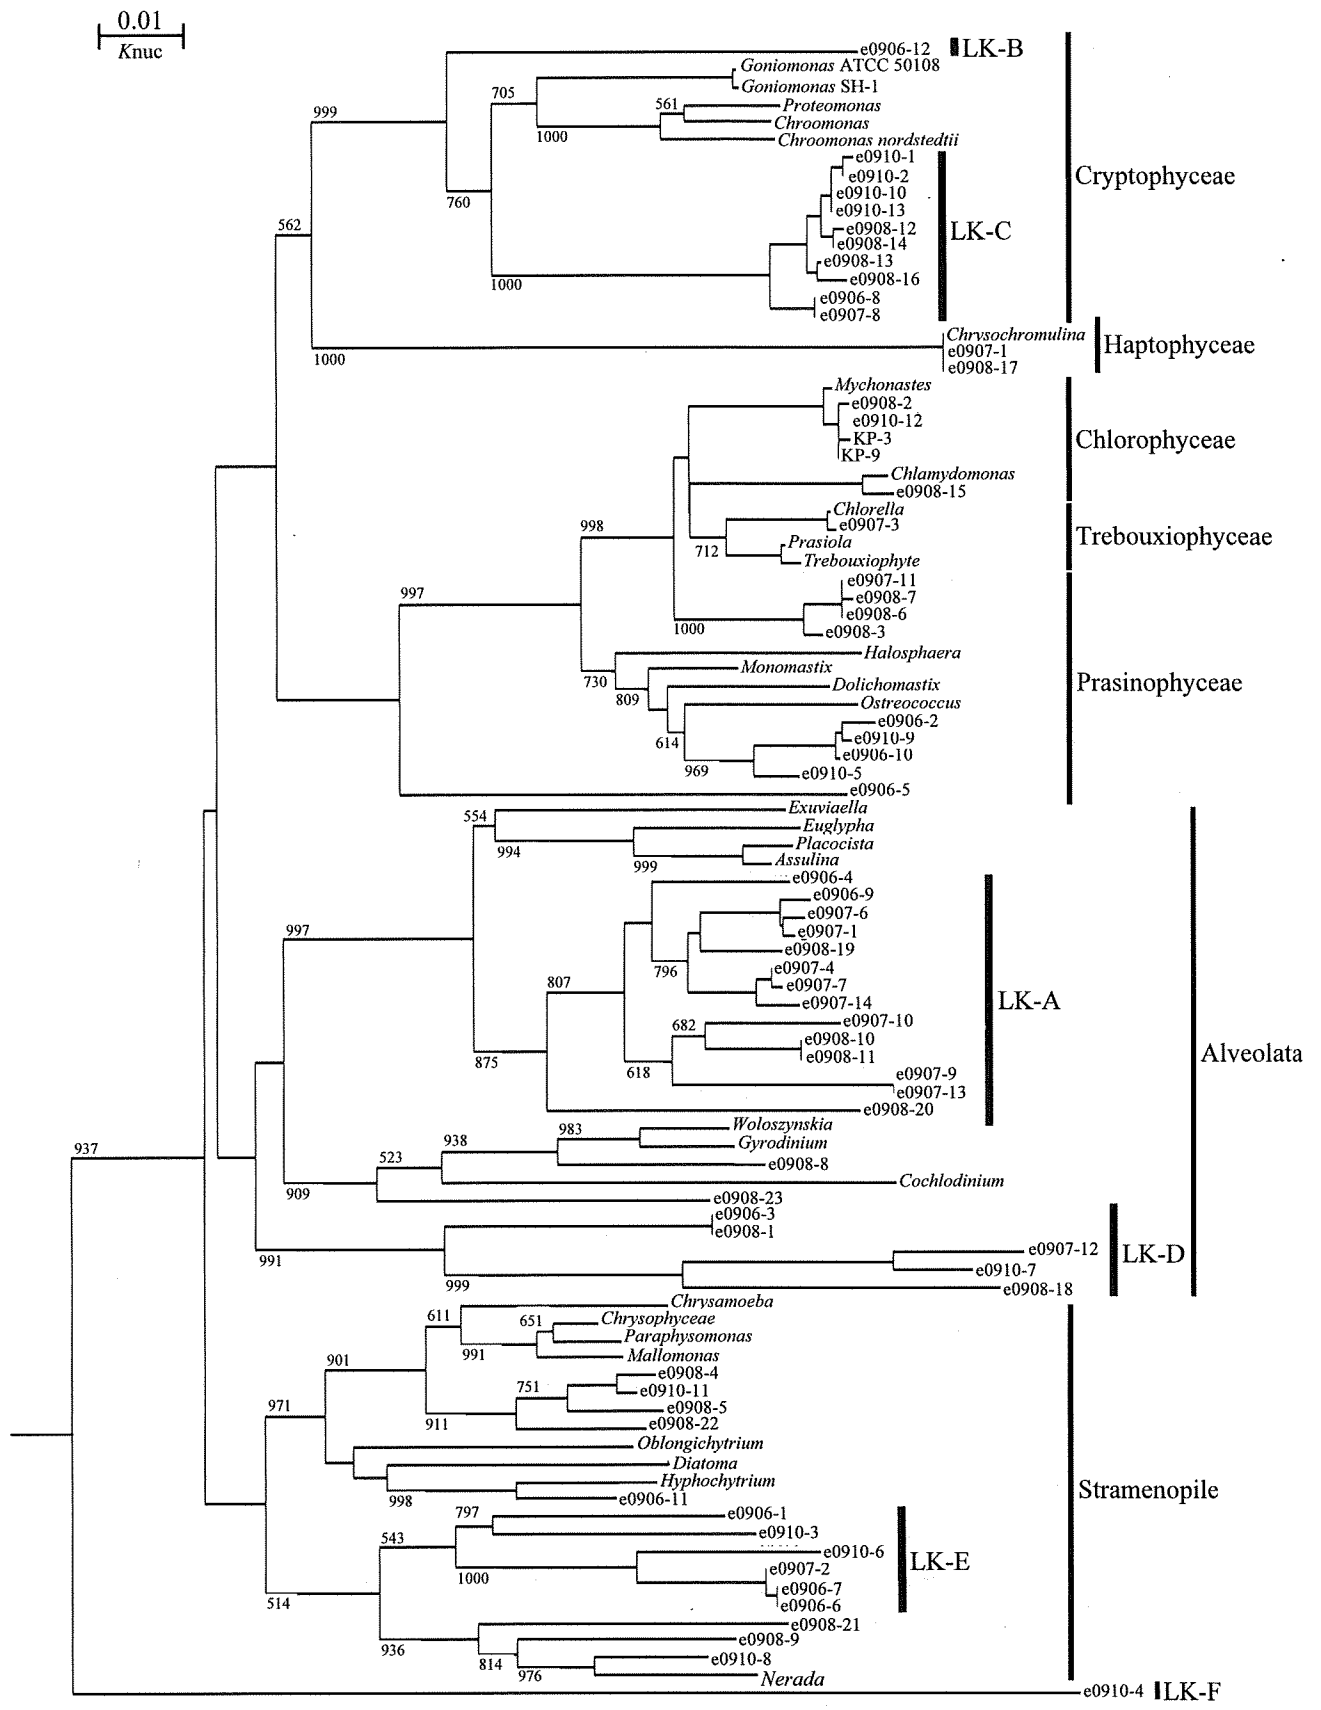 0.01
Knuc
e0906-12
LK-B
Goniomonas ATCC 50108
Goniomonas SH-1
705
561
Proteomonas
Chroomonas
999
1000
Chroomonas nordstedtii
e0910-1
e0910-2
Cryptophyceae
760
e0910-10
e0910-13
562
e0908-12
LK-C
e0908-14
e0908-13
e0908-16
1000
e0906-8
e0907-8
Chrysochromulina
1000
e0907-1
Haptophyceae
e0908-17
Mychonastes
e0908-2
e0910-12
KP-3
Chlorophyceae
KP-9
Chlamydomonas
e0908-15
Chlorella
998
e0907-3
712
Prasiola
Trebouxiophyceae
Trebouxiophyte
e0907-11
997
e0908-7
e0908-6
1000
e0908-3
Halosphaera
730
Monomastix
809
Dolichomastix
Prasinophyceae
Ostreococcus
e0906-2
614
e0910-9
e0906-10
969
e0910-5
e0906-5
Exuviaella
554
Euglypha
994
Placocista
999
Assulina
e0906-4
e0906-9
e0907-6
997
e0907-1
e0908-19
796
e0907-4
807
e0907-7
e0907-14
LK-A
682
e0907-10
e0908-10
875
e0908-11
Alveolata
618
e0907-9
e0907-13
e0908-20
983
Woloszynskia
938
Gyrodinium
937
523
e0908-8
909
Cochlodinium
e0908-23
e0906-3
e0908-1
991
e0907-12
LK-D
999
e0910-7
e0908-18
Chrysamoeba
611
651
Chrysophyceae
991
Paraphysomonas
901
Mallomonas
e0908-4
751
e0910-11
971
911
e0908-5
e0908-22
Oblongichytrium
Diatoma
Hyphochytrium
998
e0906-11
Stramenopile
797
e0906-1
543
e0910-3
e0910-6
LK-E
1000
e0907-2
514
e0906-7
e0906-6
e0908-21
936
e0908-9
814
e0910-8
976
Nerada
e0910-4
LK-F